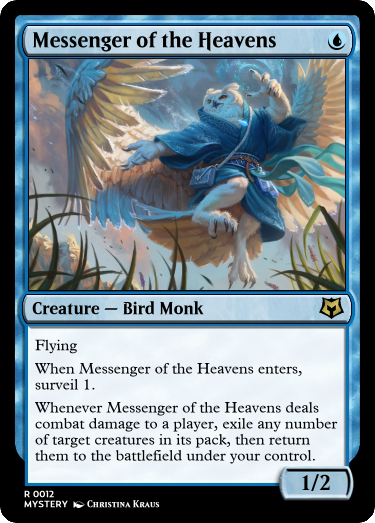 Messenger of the Heavens
Creature — Bird Monk
Flying
When Messenger of the Heavens enters,
surveil 1.
Whenever Messenger of the Heavens deals
combat damage to a player, exile any number
of target creatures in its pack, then return
them to the battlefield under your control.
1/2
R 0012
MYSTERY Christina Kraus